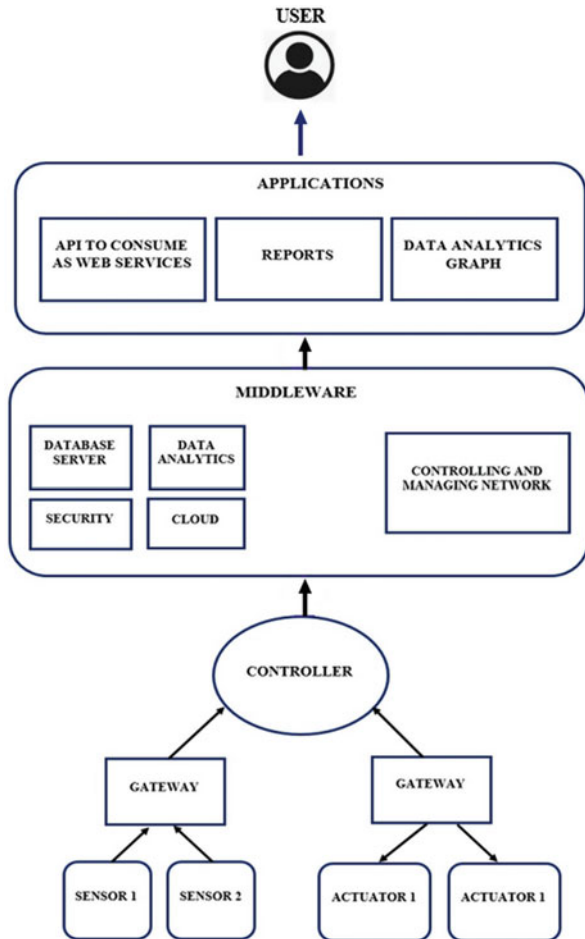 USER
APPLICATIONS
API TO CONSUME
AS WEB SERVICES
REPORTS
DATA ANALYTICS
GRAPH
MIDDLEWARE
DATABASE
SERVER
DATA
ANALYTICS
SECURITY
CLOUD
CONTROLLING AND
MANAGING NETWORK
CONTROLLER
GATEWAY
GATEWAY
SENSOR 1
SENSOR 2
ACTUATOR 1
ACTUATOR 1